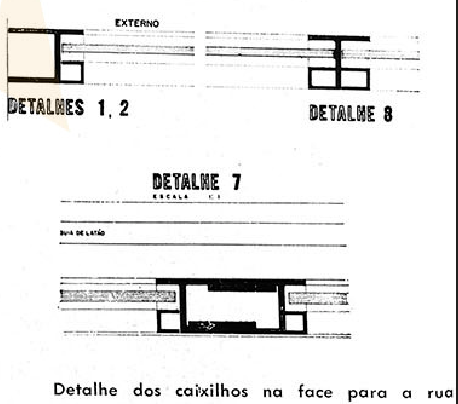 EXTERNO
DETALHES 1, 2
DETALHE 8
DETALHE 7
ESCALA 1:1
GUIA DE LATÃO
Detalhe dos caixilhos na face para a rua